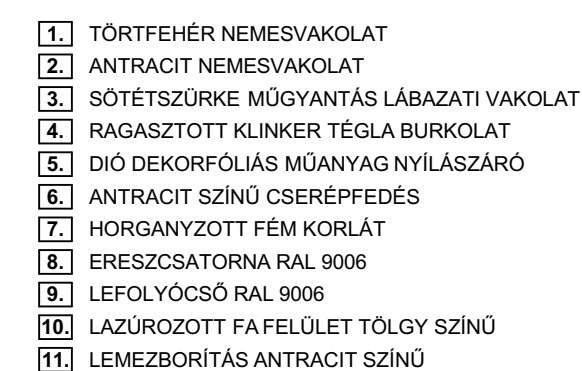 1. TÖRTFEHÉR NEMESVAKOLAT
2. ANTRACIT NEMESVAKOLAT
3. SÖTÉTSZÜRKE MŰGYANTÁS LÁBAZATI VAKOLAT
4. RAGASZTOTT KLINKER TÉGLA BURKOLAT
5. DIÓ DEKORFÓLIÁS MŰANYAG NYÍLÁSZÁRÓ
6. ANTRACIT SZÍNŰ CSERÉPFEDÉS
7. HORGANYZOTT FÉM KORLÁT
8. ERESZCSATORNA RAL 9006
9. LEFOLYÓCSŐ RAL 9006
10. LAZÚROZOTT FA FELÜLET TÖLGY SZÍNŰ
11. LEMEZBORÍTÁS ANTRACIT SZÍNŰ